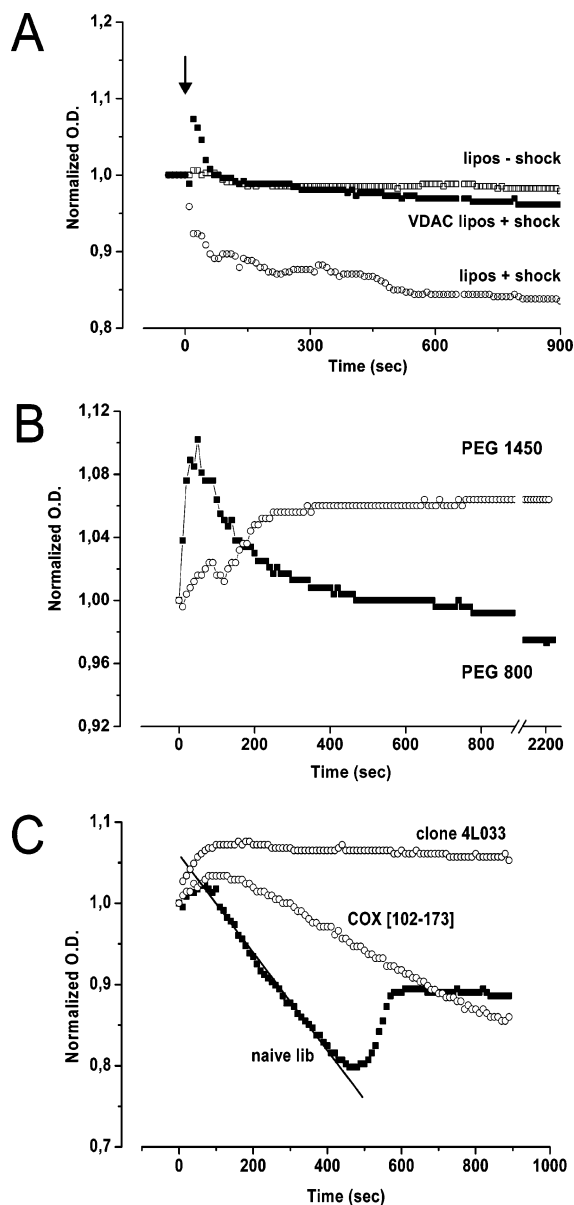 A
1,2
1,1
1,0
0,9
0,8
Normalized O.D.
lipos - shock
VDAC lipos + shock
lipos + shock
0 300 600 900
Time (sec)
B
1,12
1,08
1,04
1,00
0,96
0,92
Normalized O.D.
PEG 1450
PEG 800
0 200 400 600 800 2200
Time (sec)
C
1,1
1,0
0,9
0,8
0,7
Normalized O.D.
clone 4L033
COX [102-173]
naive lib
0 200 400 600 800 1000
Time (sec)